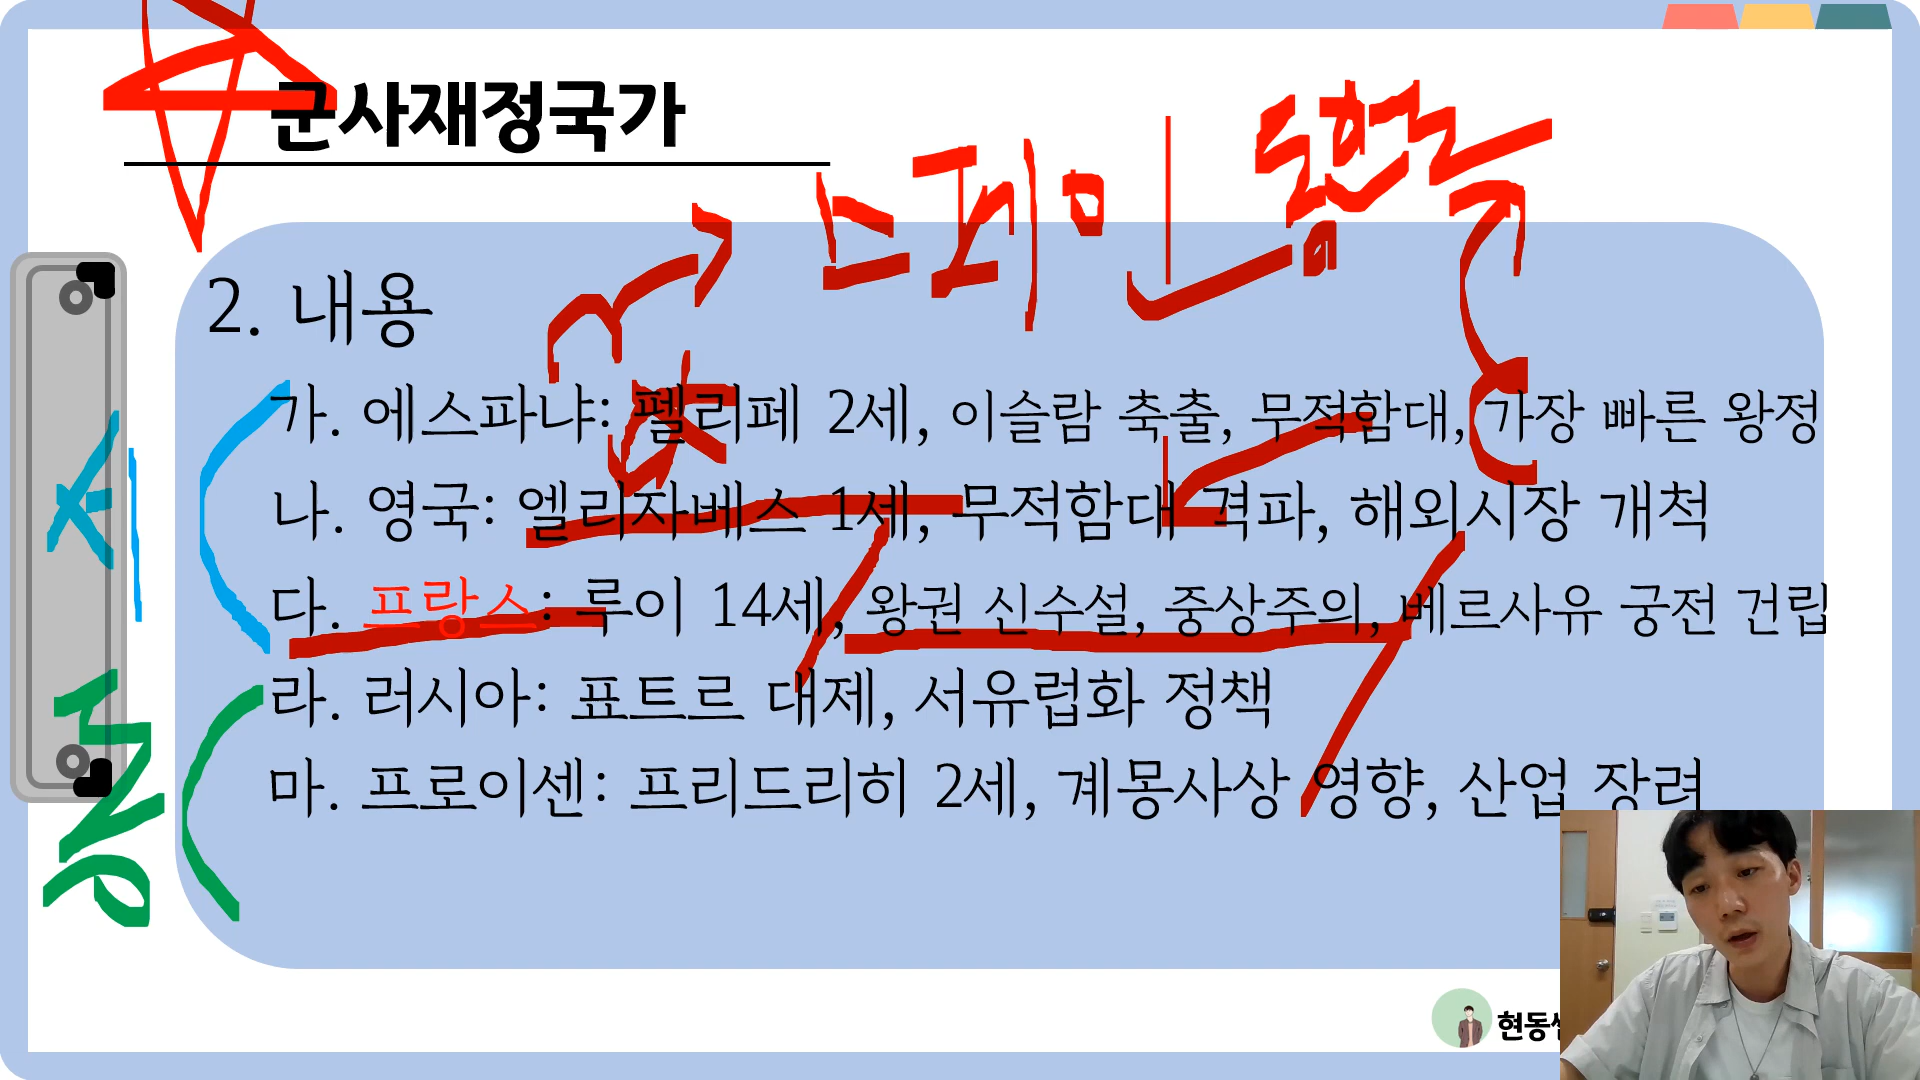 군사재정국가
스페인 통합왕국
2. 내용
가. 에스파냐: 펠리페 2세, 이슬람 축출, 무적함대, 가장 빠른 왕정
나. 영국: 엘리자베스 1세, 무적함대 격파, 해외시장 개척
다. 프랑스: 루이 14세, 왕권 신수설, 중상주의, 베르사유 궁전 건립
라. 러시아: 표트르 대제, 서유럽화 정책
마. 프로이센: 프리드리히 2세, 계몽사상 영향, 산업 장려
서
동
현동쌤